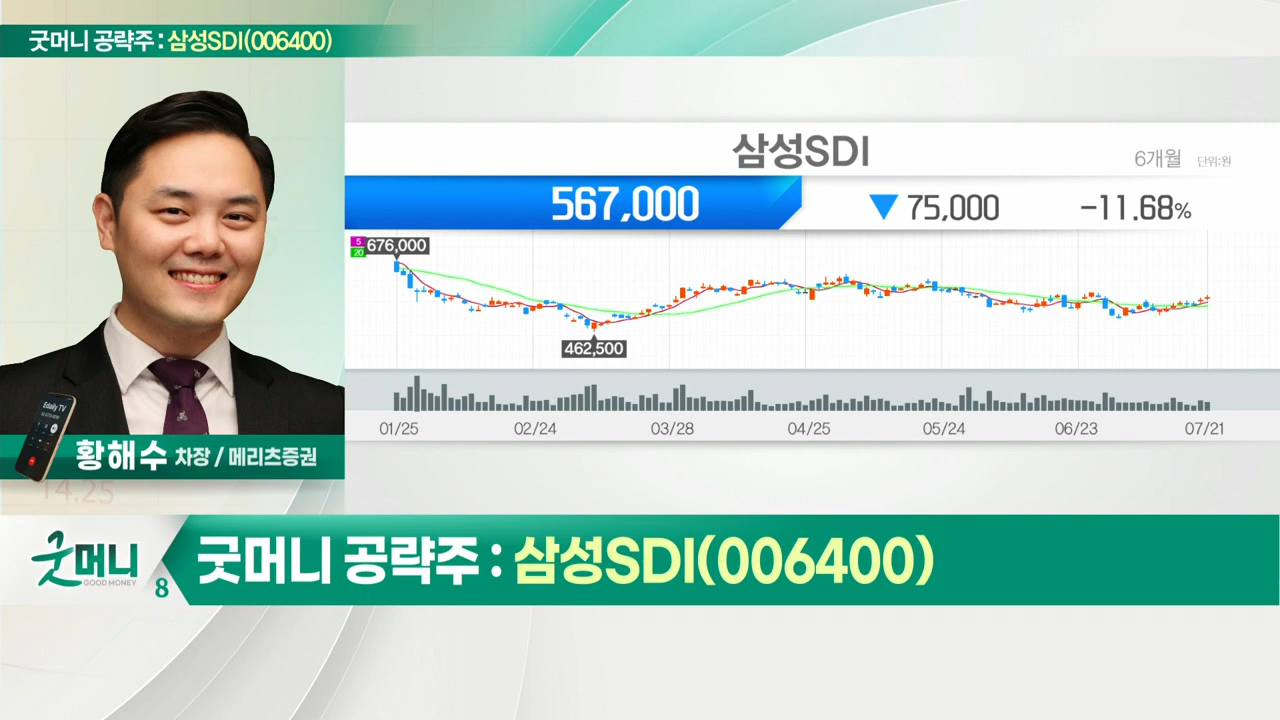 굿머니 공략주 : 삼성SDI(006400)
삼성SDI
6개월 단위:원
567,000 ▼ 75,000 -11.68%
5
20
676,000
462,500
01/25 02/24 03/28 04/25 05/24 06/23 07/21
Edaily TV
황해수 차장 / 메리츠증권
14.25
굿머니
GOOD MONEY
8
굿머니 공략주 : 삼성SDI(006400)